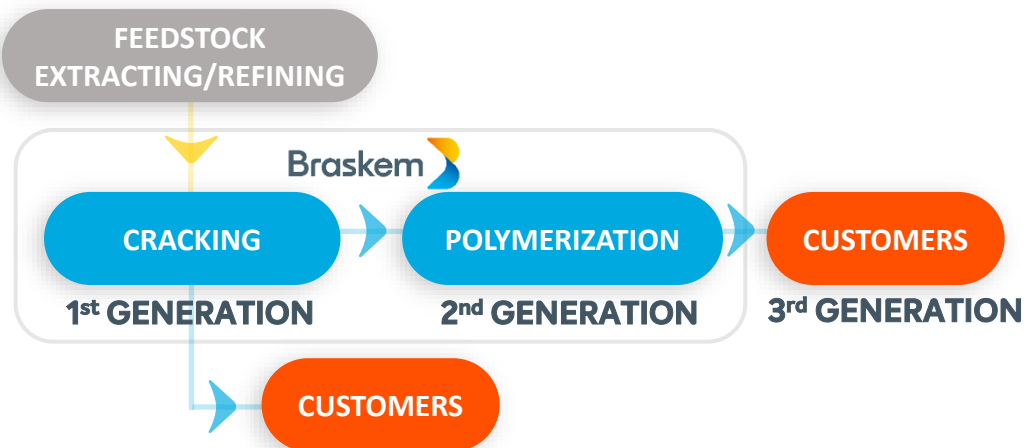 FEEDSTOCK
EXTRACTING/REFINING
Braskem
CRACKING
POLYMERIZATION
CUSTOMERS
1st GENERATION
2nd GENERATION
3rd GENERATION
CUSTOMERS